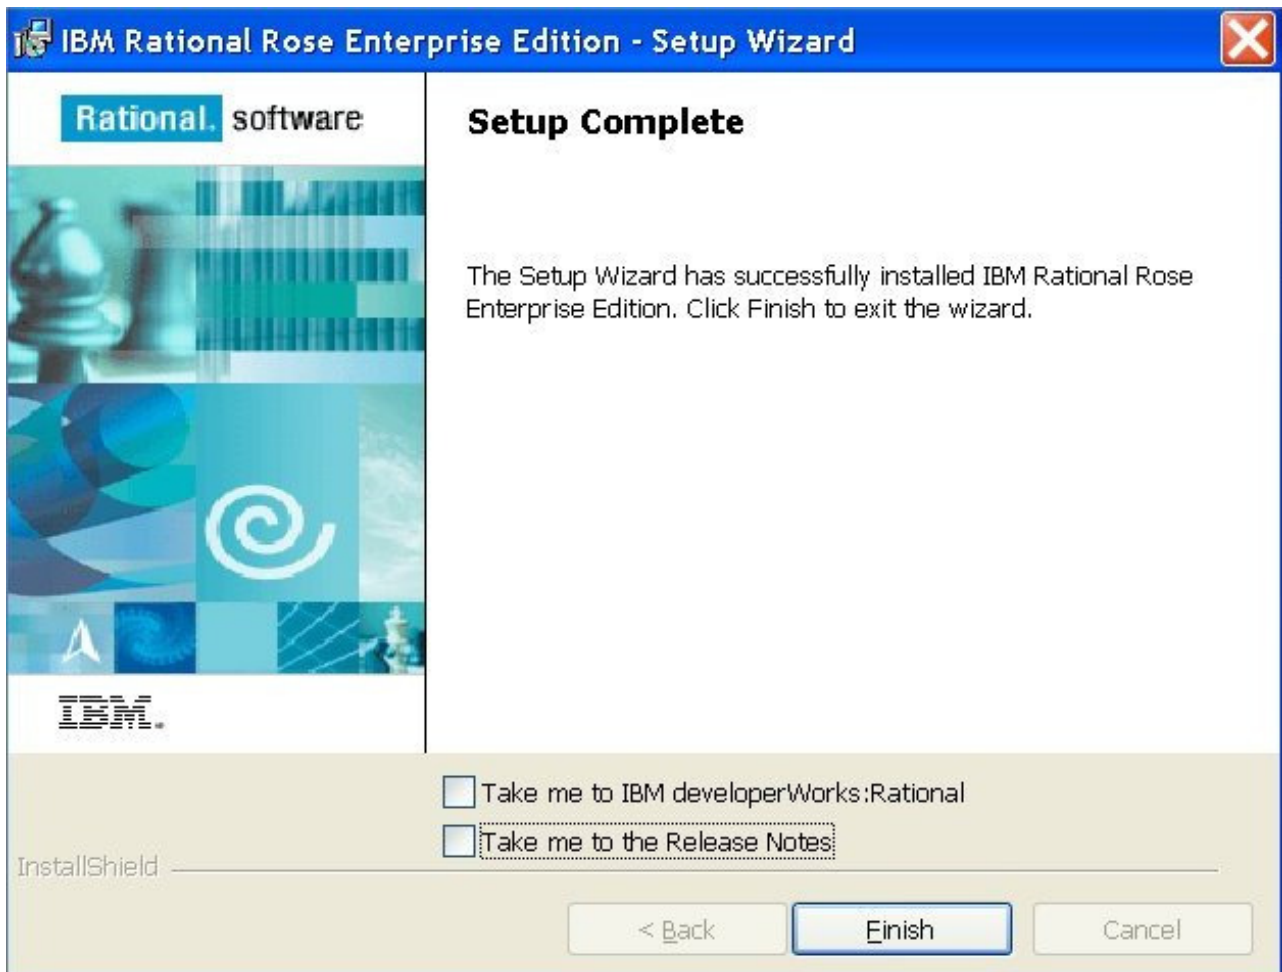 IBM Rational Rose Enterprise Edition - Setup Wizard
Rational. software
Setup Complete
The Setup Wizard has successfully installed IBM Rational Rose
Enterprise Edition. Click Finish to exit the wizard.
IBM.
Take me to IBM developerWorks:Rational
Take me to the Release Notes
InstallShield
< Back
Finish
Cancel